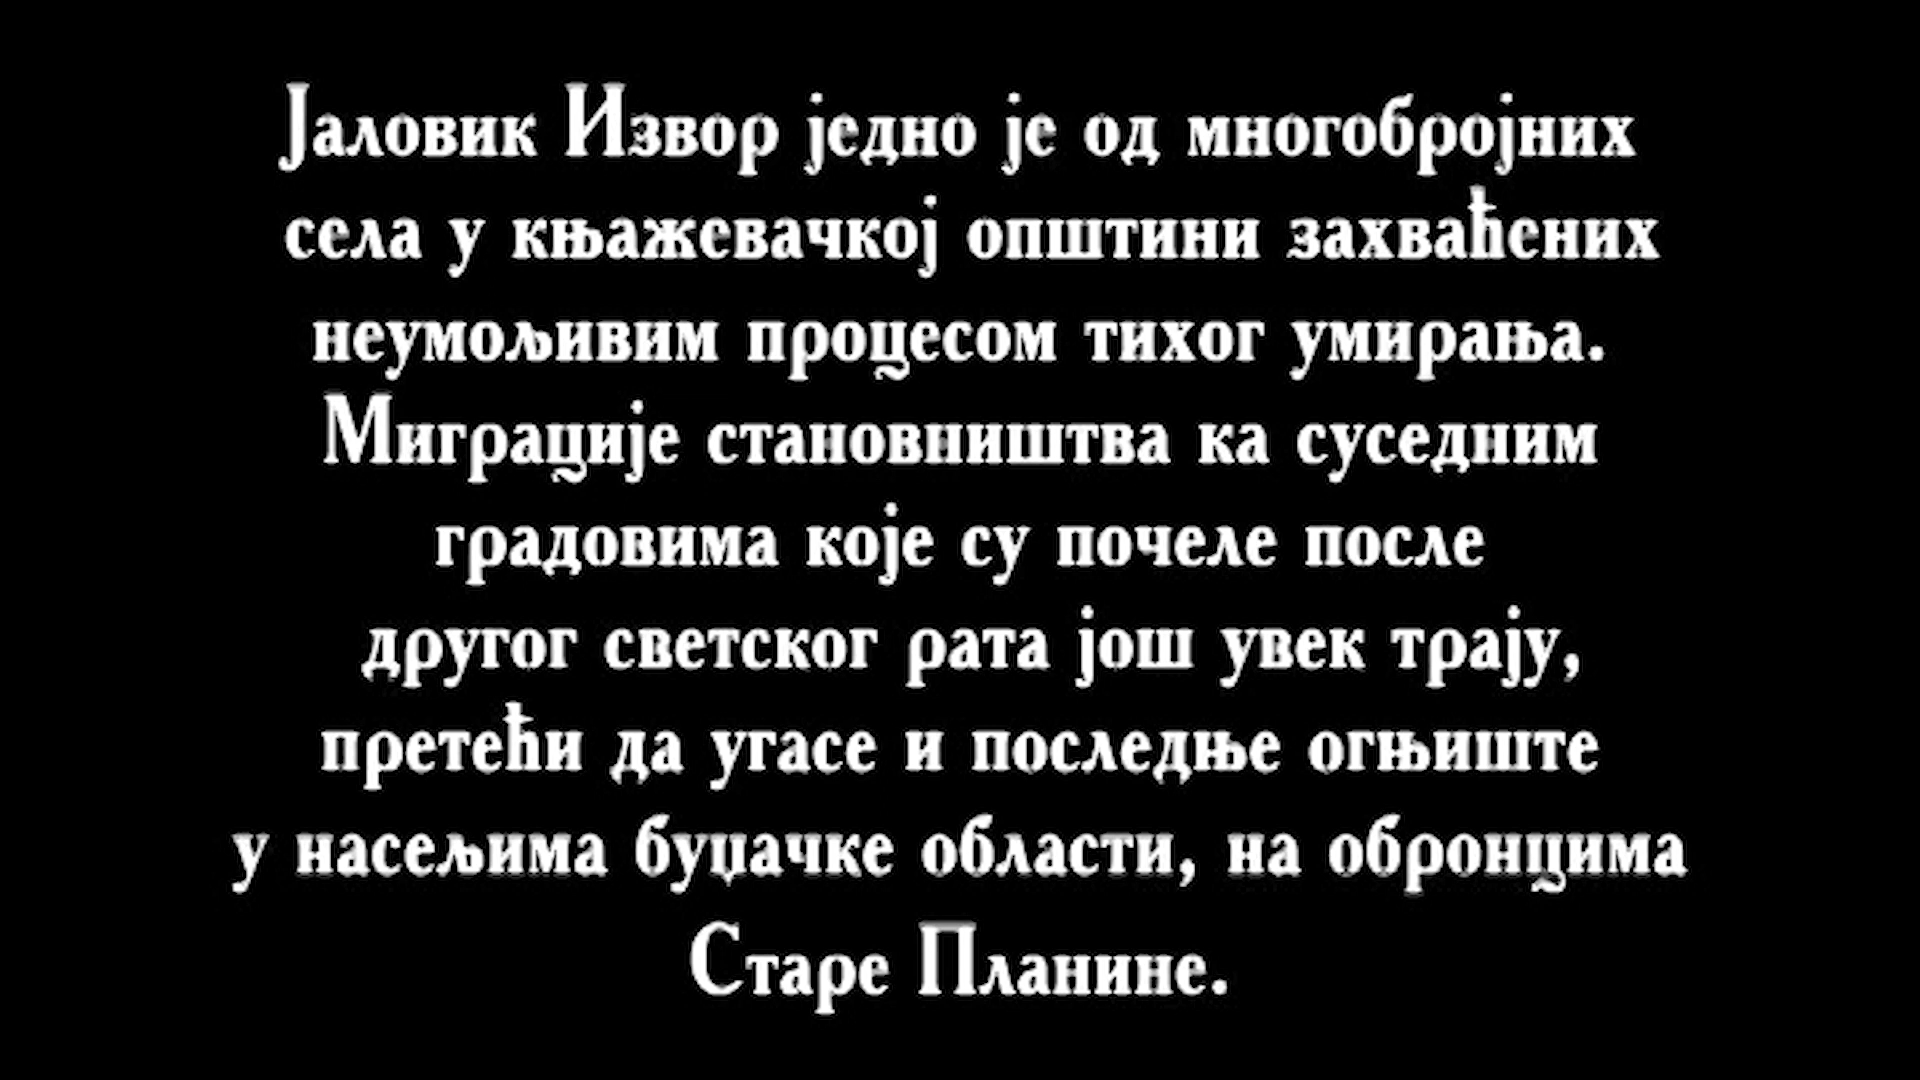 Јаловик Извор једно је од многобројних
села у књажевачкој општини захваћених
неумољивим процесом тихог умирања.
Миграције становништва ка суседним
градовима које су почеле после
другог светског рата још увек трају,
претећи да угасе и последње огњиште
у насељима буџачке области, на обронцима
Старе Планине.